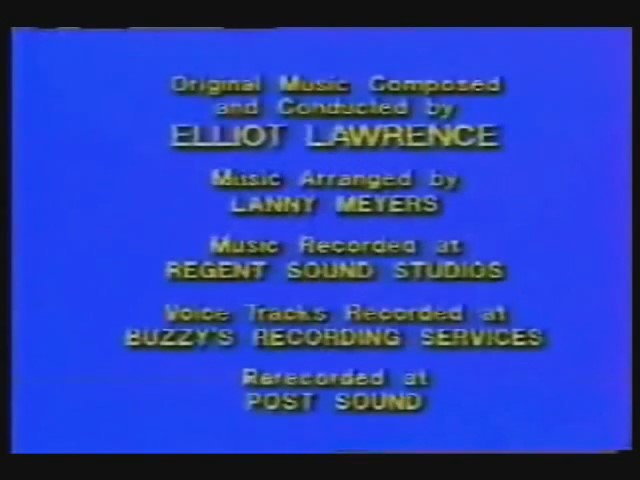 Original Music Composed
and Conducted by
ELLIOT LAWRENCE
Music Arranged by
LANNY MEYERS
Music Recorded at
REGENT SOUND STUDIOS
Voice Tracks Recorded at
BUZZY'S RECORDING SERVICES
Rerecorded at
POST SOUND